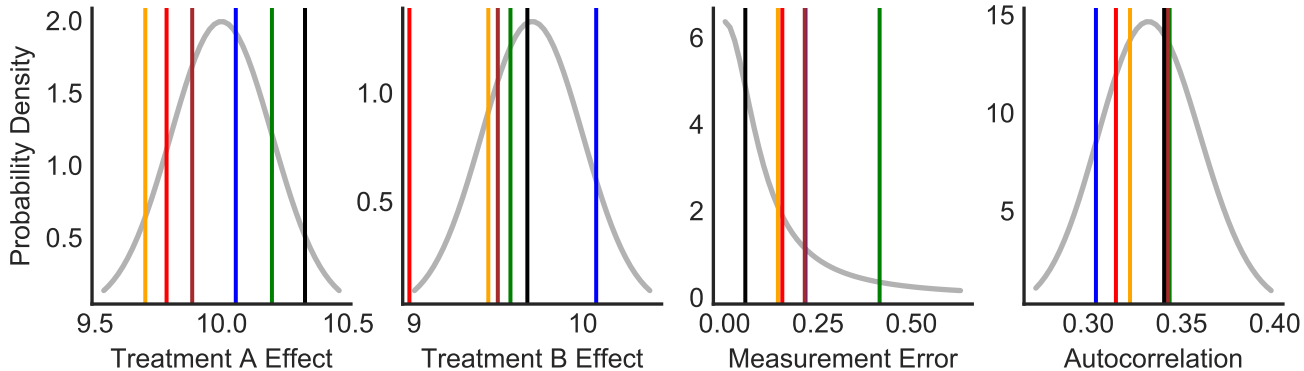 Probability Density
2.0
1.5
1.0
0.5
9.5 10.0 10.5
Treatment A Effect
1.0
0.5
9 10
Treatment B Effect
6
4
2
0
0.00 0.25 0.50
Measurement Error
15
10
5
0.30 0.35 0.40
Autocorrelation